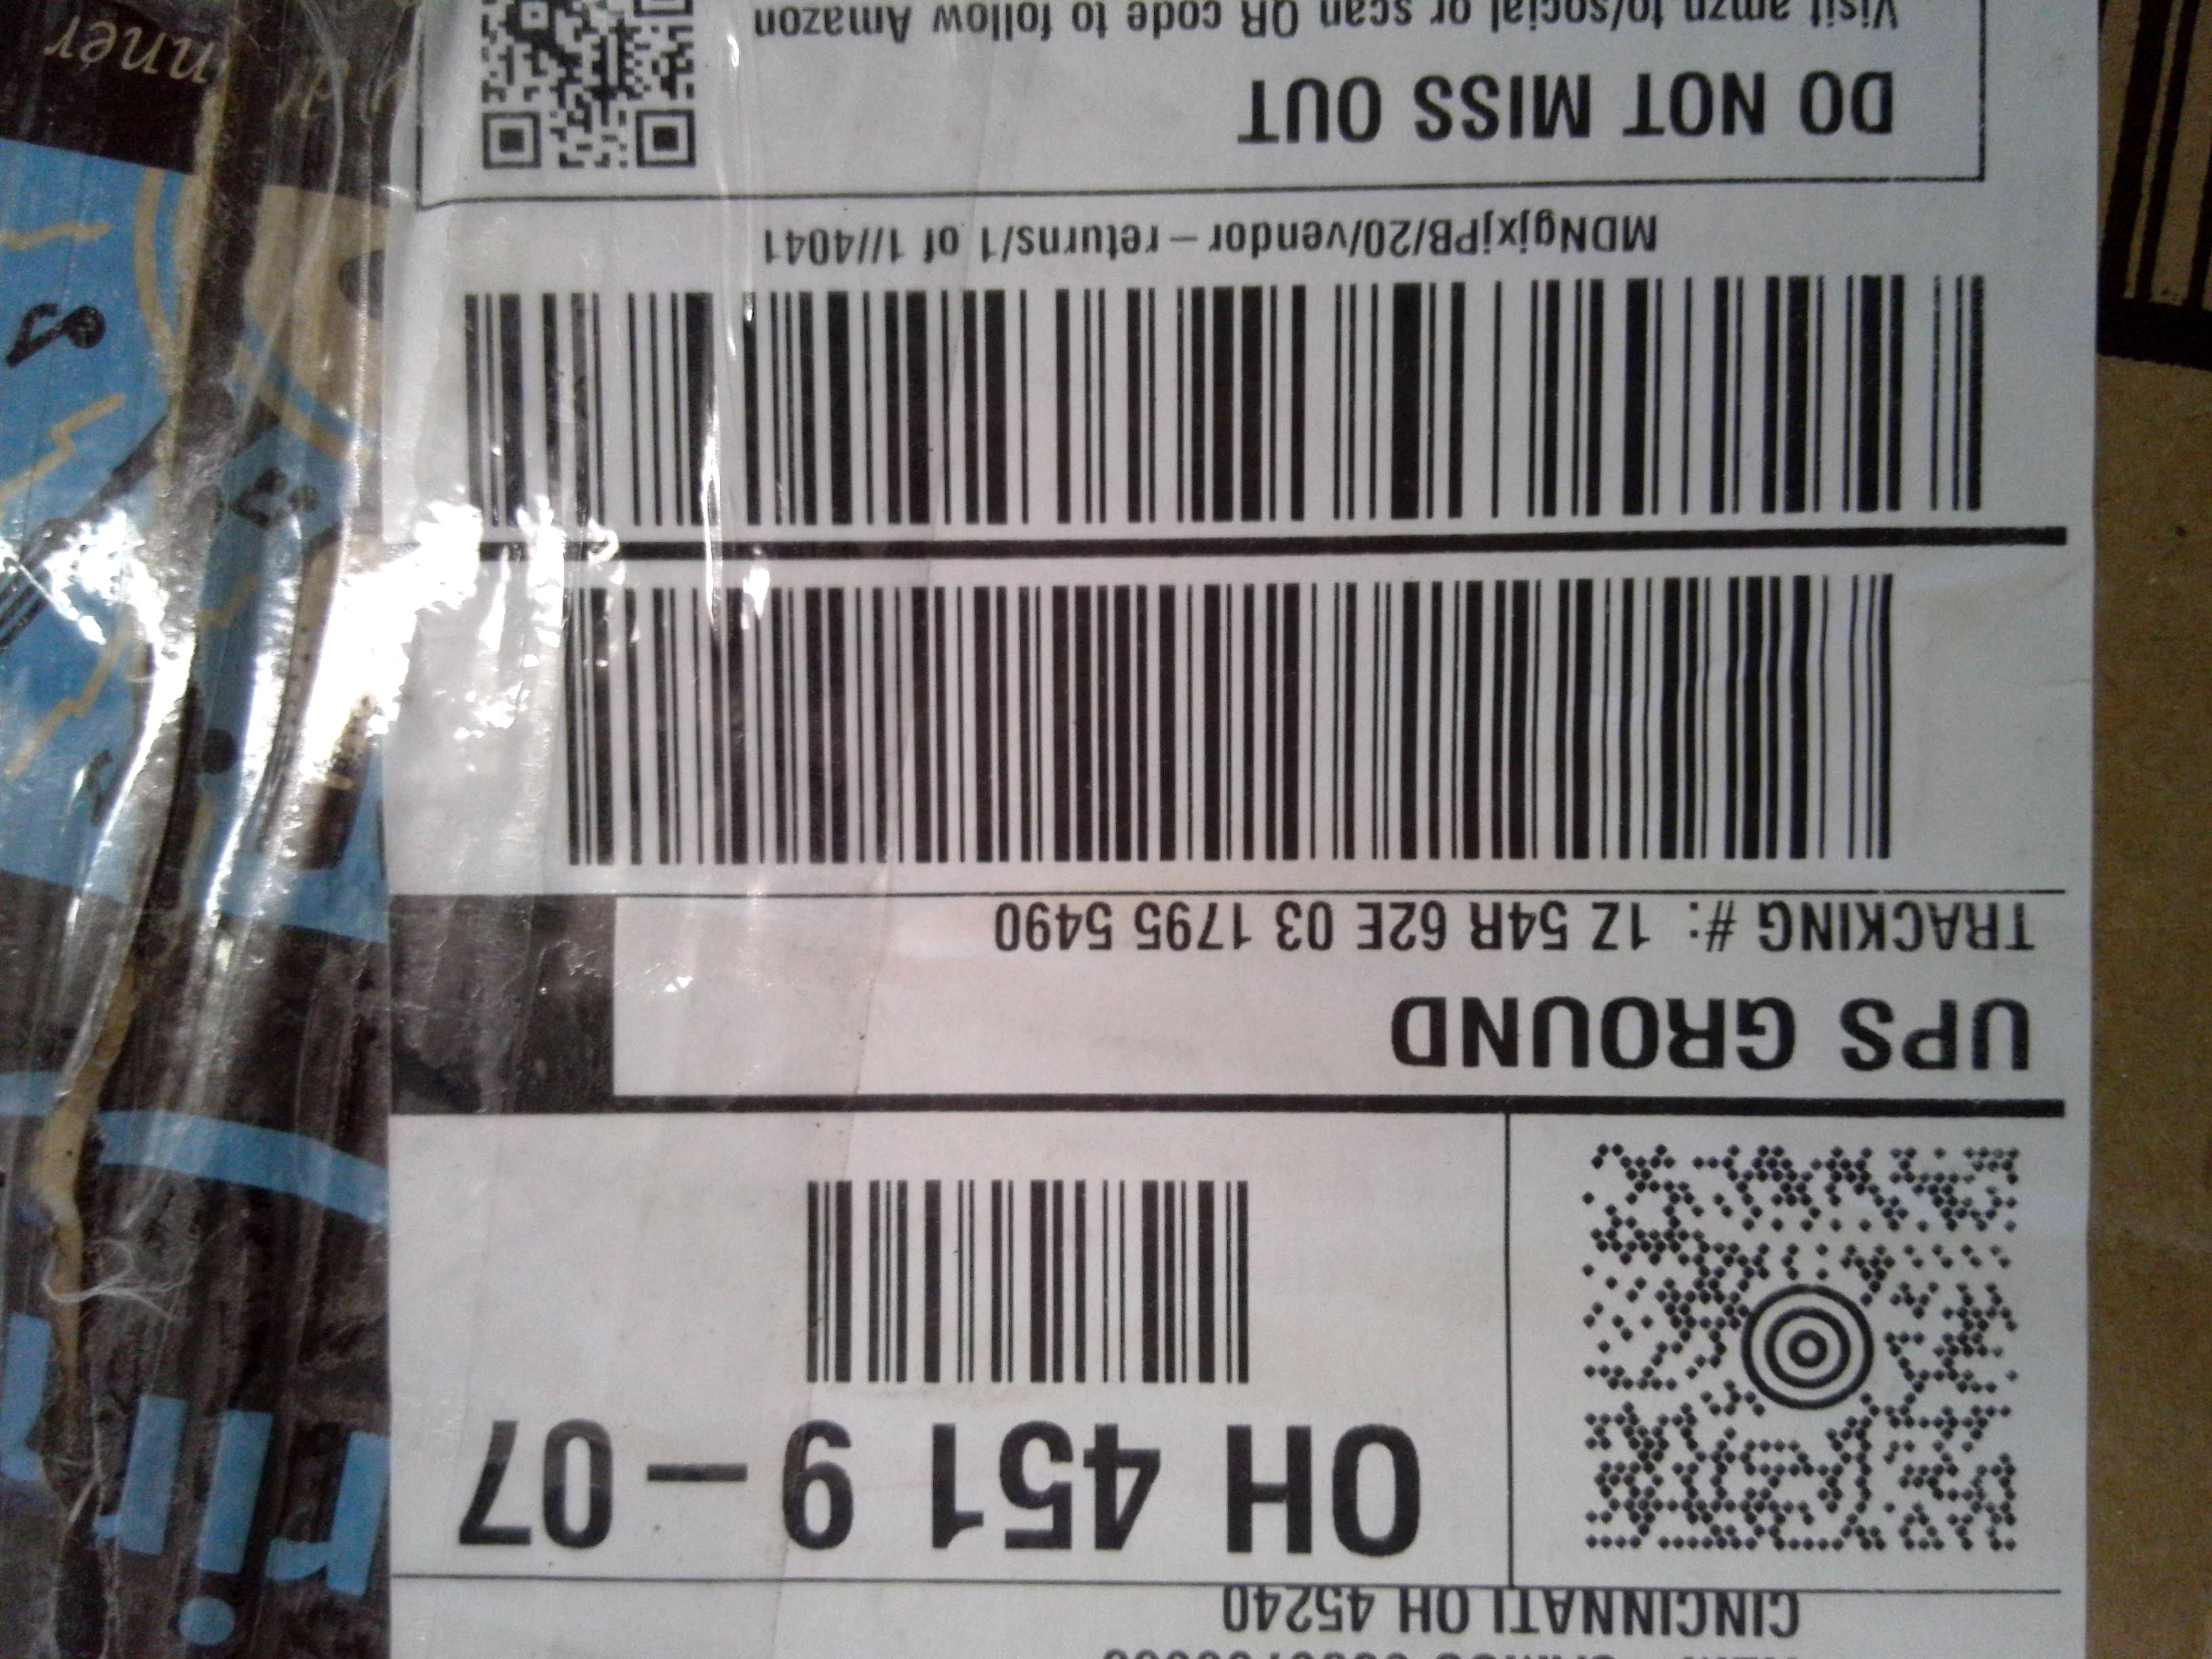 CINCINNATI OH 45240
OH 451 9-07
UPS GROUND
TRACKING #: 1Z 54R 62E 03 1795 5490
MDNgjxjPB/20/vendor-returns/1 of 1//4041
DO NOT MISS OUT
Visit amzn.to/social or scan QR code to follow Amazon